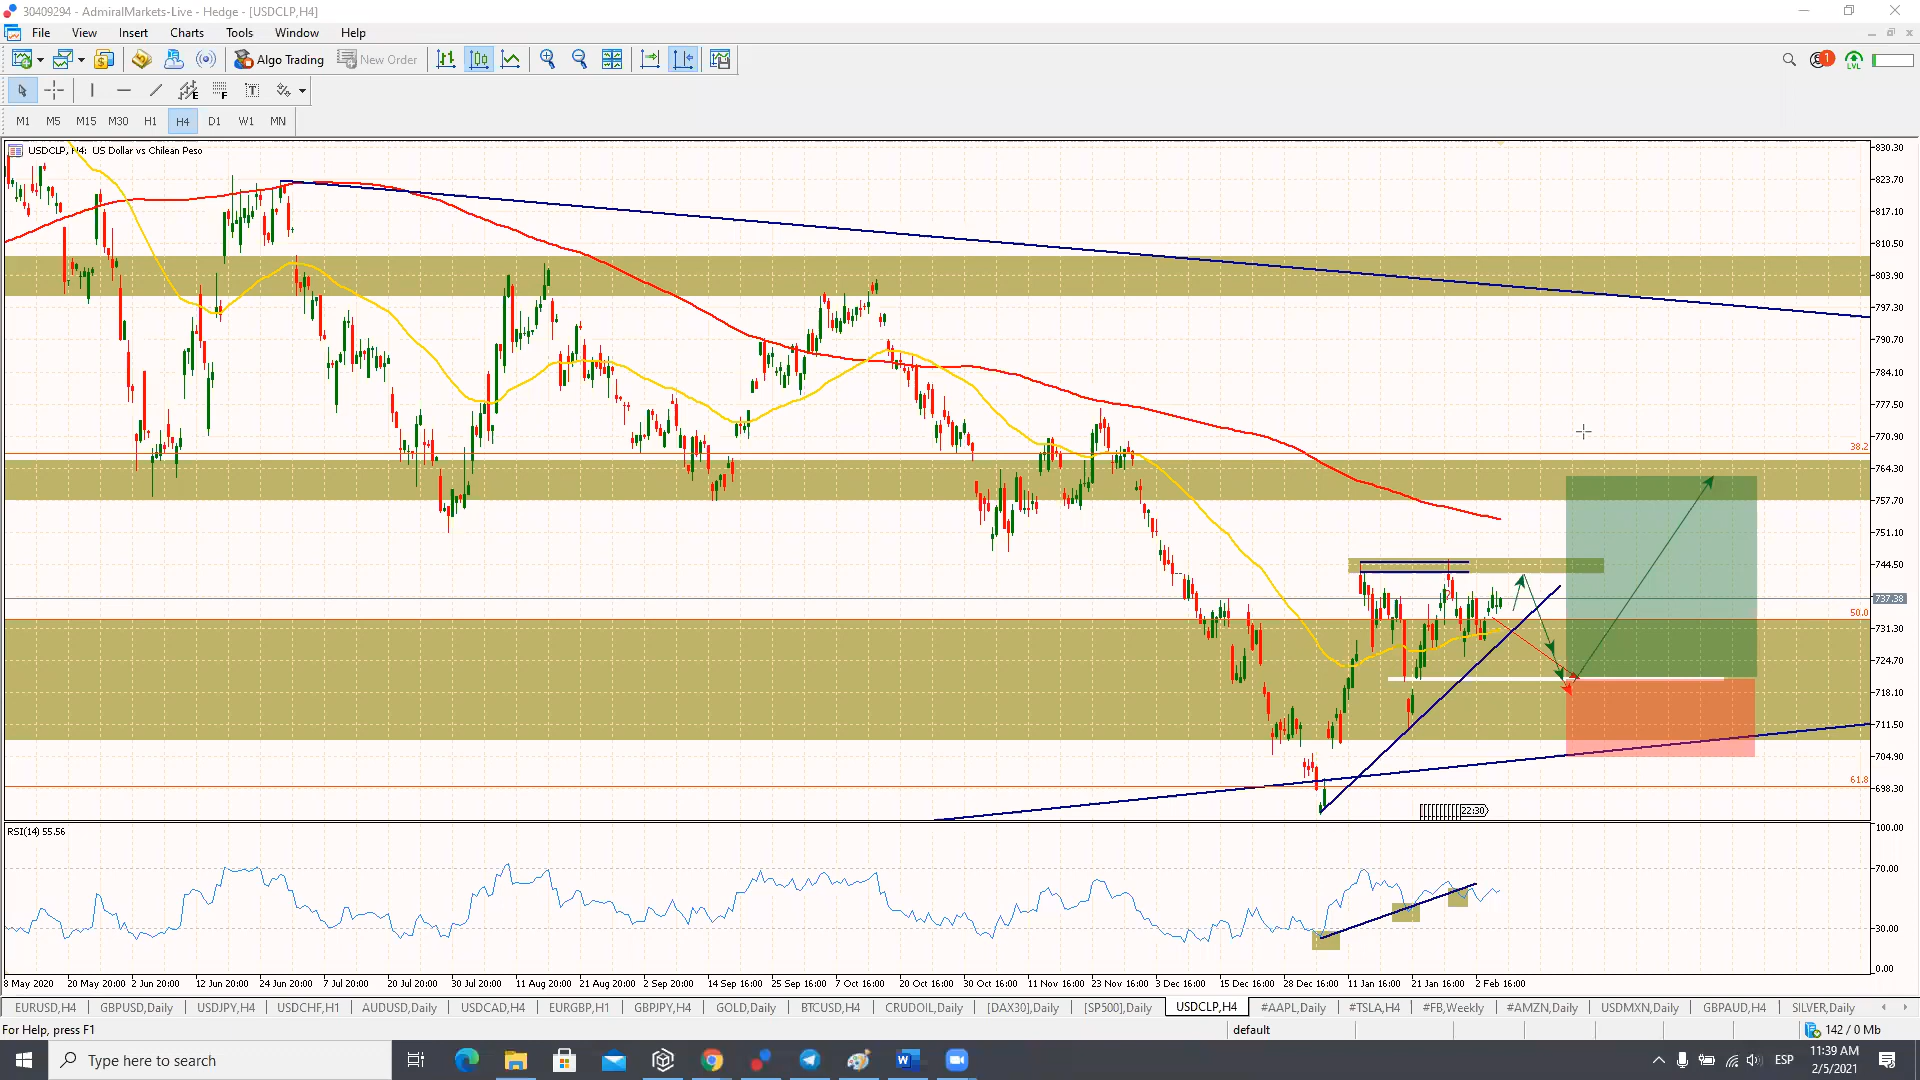 30409294 - AdmiralMarkets-Live - Hedge - [USDCLP,H4]
File View Insert Charts Tools Window Help
Algo Trading New Order
1
LVL
E F T
M1 M5 M15 M30 H1 H4 D1 W1 MN
USDCLP, H4: US Dollar vs Chilean Peso
830.30
823.70
817.10
810.50
803.90
797.30
790.70
784.10
777.50
770.90
38.2
764.30
757.70
751.10
744.50
737.38
50.0
731.30
724.70
718.10
711.50
704.90
61.8
698.30
22:30
RSI(14) 55.56
100.00
70.00
30.00
0.00
8 May 2020 20 May 20:00 2 Jun 20:00 12 Jun 20:00 24 Jun 20:00 7 Jul 20:00 20 Jul 20:00 30 Jul 20:00 11 Aug 20:00 21 Aug 20:00 2 Sep 20:00 14 Sep 16:00 25 Sep 16:00 7 Oct 16:00 20 Oct 16:00 30 Oct 16:00 11 Nov 16:00 23 Nov 16:00 3 Dec 16:00 15 Dec 16:00 28 Dec 16:00 11 Jan 16:00 21 Jan 16:00 2 Feb 16:00
EURUSD,H4 GBPUSD,Daily USDJPY,H4 USDCHF,H1 AUDUSD,Daily USDCAD,H4 EURGBP,H1 GBPJPY,H4 GOLD,Daily BTCUSD,H4 CRUDOIL,Daily [DAX30],Daily [SP500],Daily USDCLP,H4 #AAPL,Daily #TSLA,H4 #FB,Weekly #AMZN,Daily USDMXN,Daily GBPAUD,H4 SILVER,Daily
For Help, press F1 default 142 / 0 Mb
Type here to search ESP 11:39 AM
2/5/2021